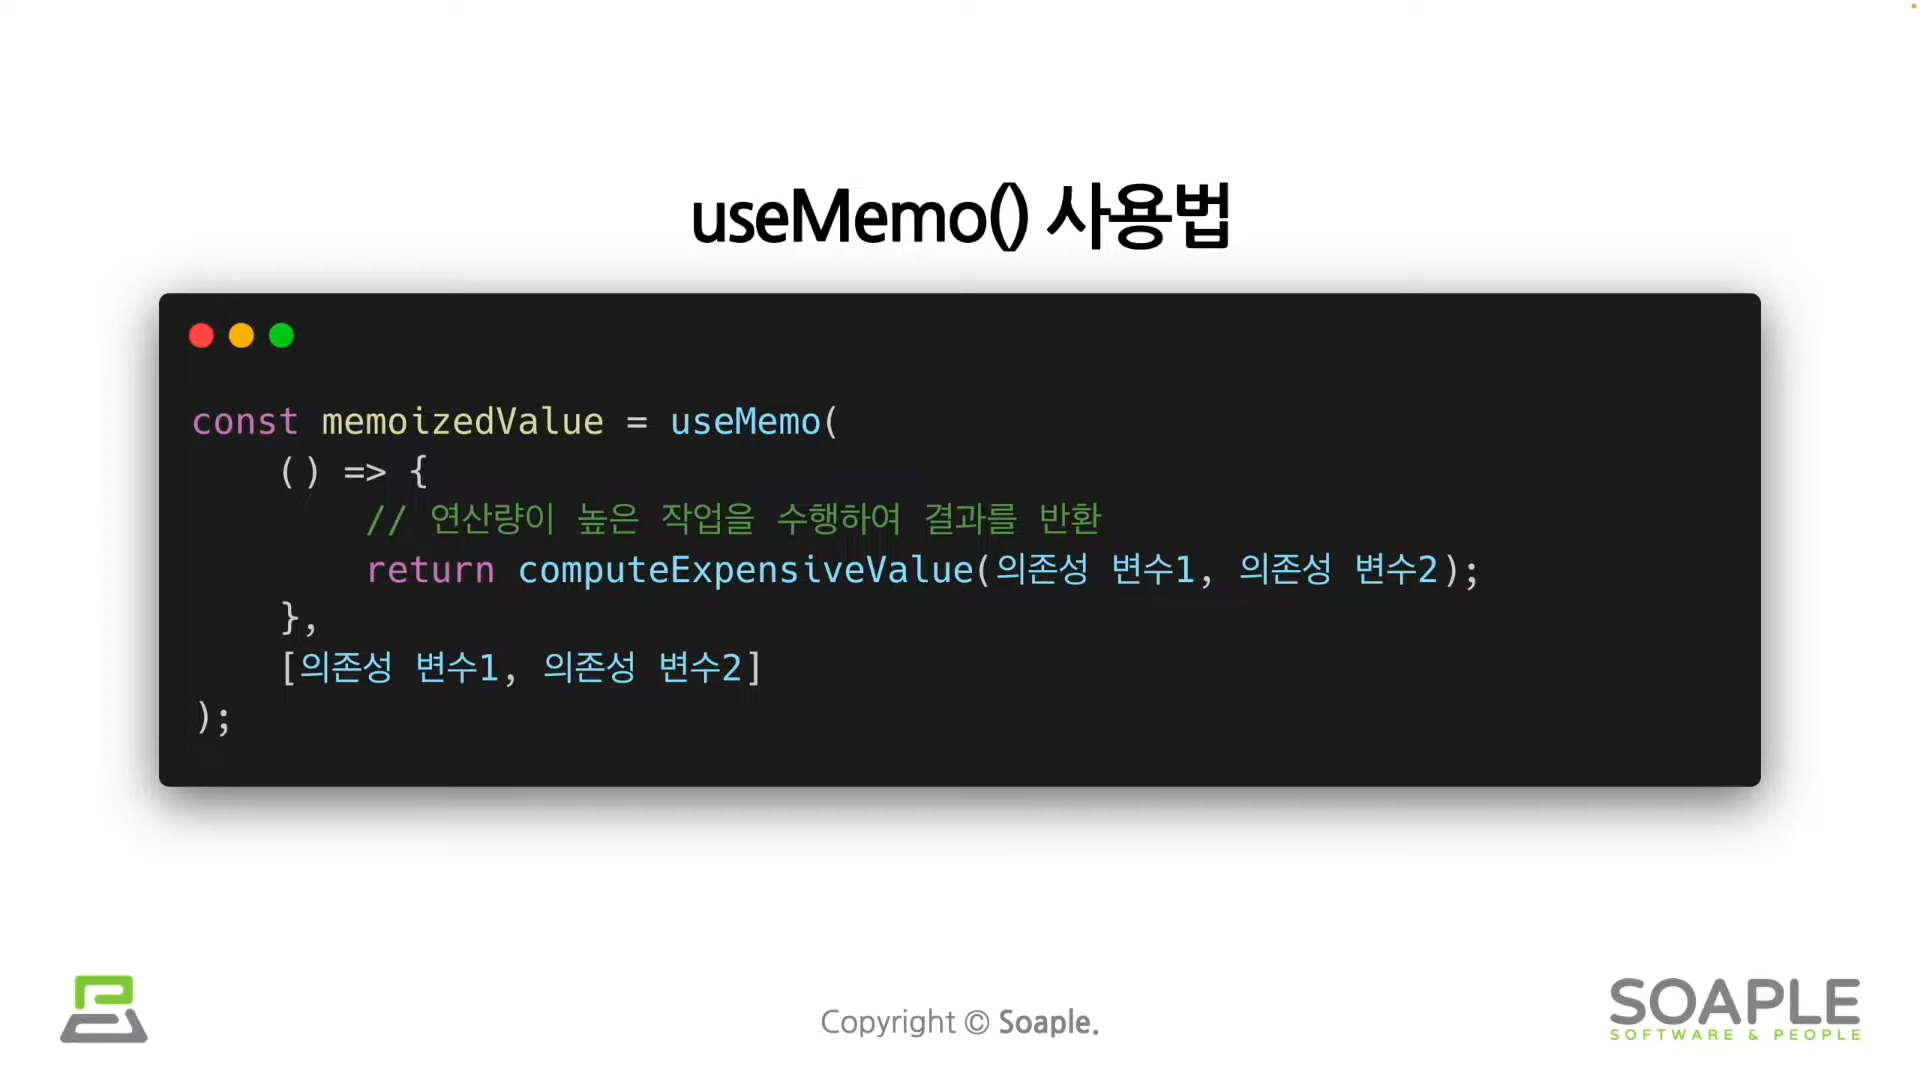 useMemo() 사용법
const memoizedValue = useMemo(
() => {
// 연산량이 높은 작업을 수행하여 결과를 반환
return computeExpensiveValue(의존성 변수1, 의존성 변수2);
},
[의존성 변수1, 의존성 변수2]
);
Copyright © Soaple.
SOAPLE
SOFTWARE & PEOPLE